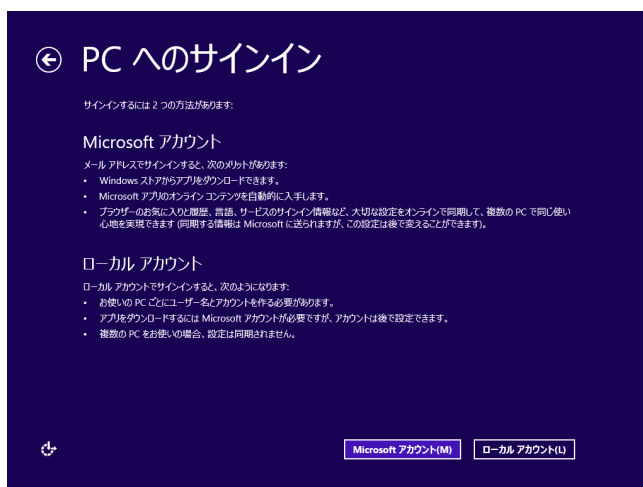 PC へのサインイン
サインインするには 2 つの方法があります:
Microsoft アカウント
メール アドレスでサインインすると、次のメリットがあります:
• Windows ストアからアプリをダウンロードできます。
• Microsoft アプリのオンライン コンテンツを自動的に入手します。
• ブラウザーのお気に入りと履歴、言語、サービスのサインイン情報など、大切な設定をオンラインで同期して、複数の PC で同じ使い
心地を実現できます (同期する情報は Microsoft に送られますが、この設定は後で変えることができます)。
ローカル アカウント
ローカル アカウントでサインインすると、次のようになります:
• お使いの PC ごとにユーザー名とアカウントを作る必要があります。
• アプリをダウンロードするには Microsoft アカウントが必要ですが、アカウントは後で設定できます。
• 複数の PC をお使いの場合、設定は同期されません。
Microsoft アカウント(M) ローカル アカウント(L)